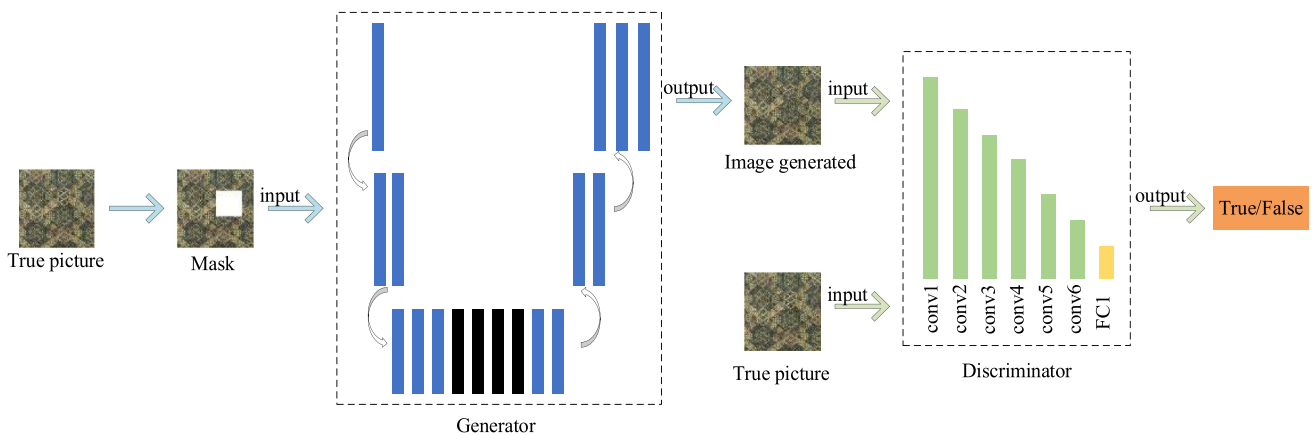 True picture
Mask
input
Generator
output
Image generated
input
True picture
input
conv1
conv2
conv3
conv4
conv5
conv6
FC1
Discriminator
output
True/False